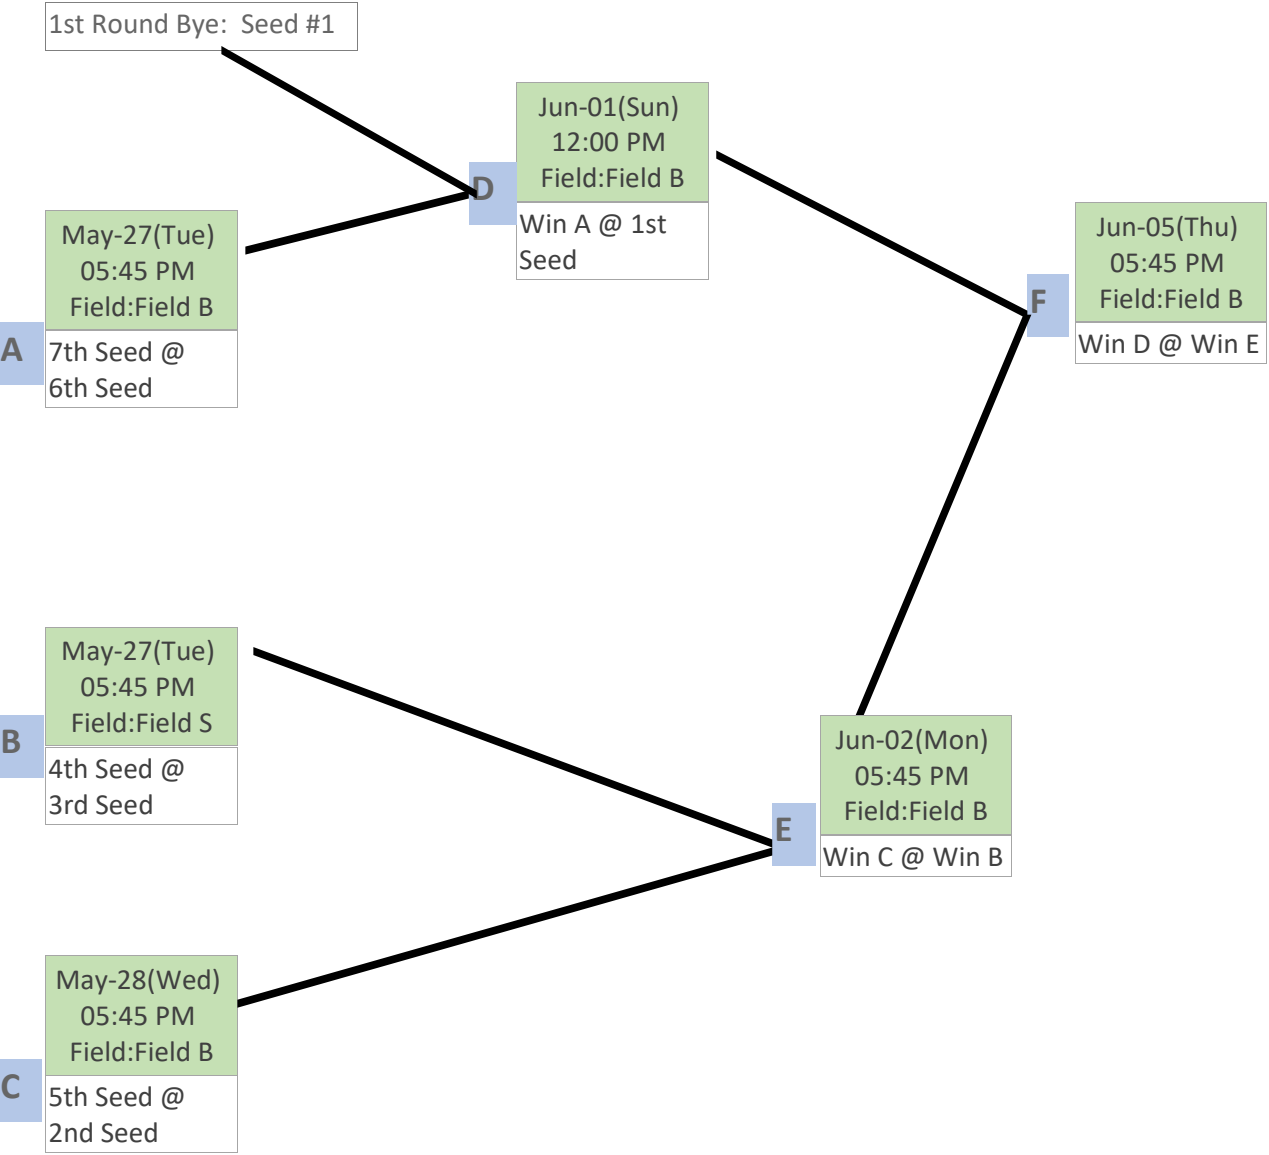 1st Round Bye:  Seed #1
Jun-01(Sun)
12:00 PM
Field:Field B
D
Win A @ 1st
Seed
May-27(Tue)
05:45 PM
Field:Field B
A
7th Seed @
6th Seed
Jun-05(Thu)
05:45 PM
Field:Field B
F
Win D @ Win E
May-27(Tue)
05:45 PM
Field:Field S
B
4th Seed @
3rd Seed
Jun-02(Mon)
05:45 PM
Field:Field B
E
Win C @ Win B
May-28(Wed)
05:45 PM
Field:Field B
C
5th Seed @
2nd Seed